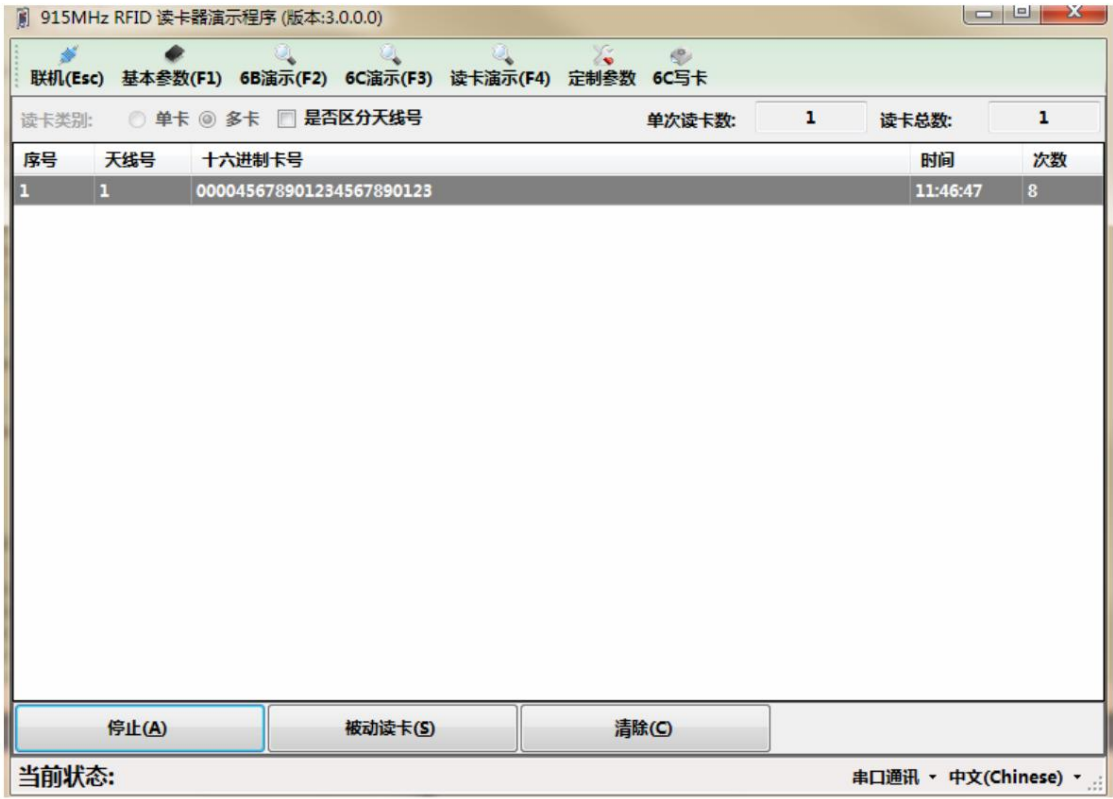 915MHz RFID 读卡器演示程序 (版本:3.0.0.0)
联机(Esc) 基本参数(F1) 6B演示(F2) 6C演示(F3) 读卡演示(F4) 定制参数 6C写卡
读卡类别: 单卡 多卡 是否区分天线号 单次读卡数: 1 读卡总数: 1
序号 天线号 十六进制卡号 时间 次数
1 1 000045678901234567890123 11:46:47 8
停止(A) 被动读卡(S) 清除(C)
当前状态: 串口通讯 中文(Chinese)